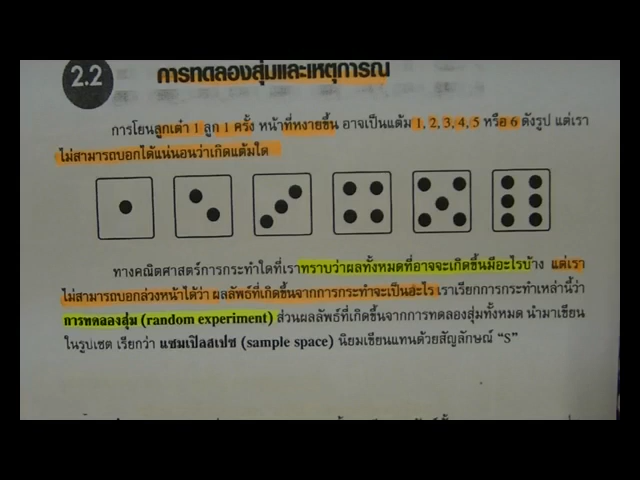 2.2 การทดลองสุ่มและเหตุการณ์
การโยนลูกเต๋า 1 ลูก 1 ครั้ง หน้าที่หงายขึ้น อาจเป็นแต้ม 1, 2, 3, 4, 5 หรือ 6 ดังรูป แต่เรา
ไม่สามารถบอกได้แน่นอนว่าเกิดแต้มใด
ทางคณิตศาสตร์การกระทำใดที่เราทราบว่าผลทั้งหมดที่อาจจะเกิดขึ้นมีอะไรบ้าง แต่เรา
ไม่สามารถบอกล่วงหน้าได้ว่า ผลลัพธ์ที่เกิดขึ้นจากการกระทำจะเป็นอะไร เราเรียกการกระทำเหล่านี้ว่า
การทดลองสุ่ม (random experiment) ส่วนผลลัพธ์ที่เกิดขึ้นจากการทดลองสุ่มทั้งหมด นำมาเขียน
ในรูปเซต เรียกว่า แซมเปิลสเปซ (sample space) นิยมเขียนแทนด้วยสัญลักษณ์ “S”